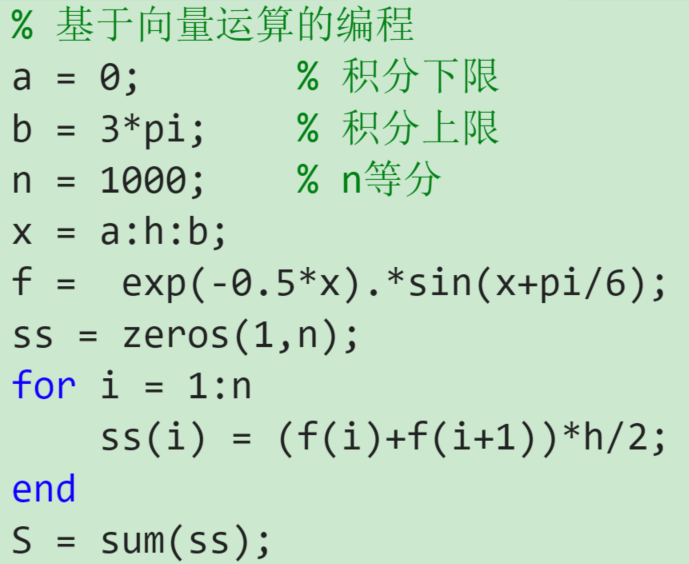 % 基于向量运算的编程
a = 0;       % 积分下限
b = 3*pi;    % 积分上限
n = 1000;    % n等分
x = a:h:b;
f =  exp(-0.5*x).*sin(x+pi/6);
ss = zeros(1,n);
for i = 1:n
    ss(i) = (f(i)+f(i+1))*h/2;
end
S = sum(ss);